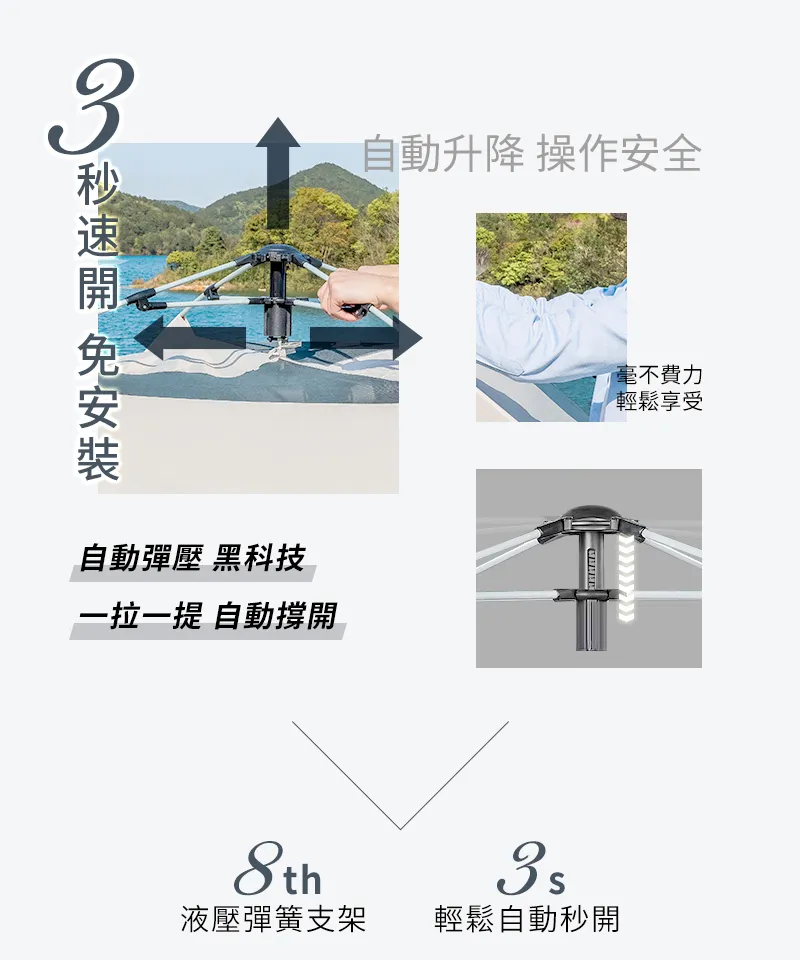 3秒速開 免安裝
自動升降 操作安全
毫不費力
輕鬆享受
自動彈壓 黑科技
一拉一提 自動撐開
8th
液壓彈簧支架
3s
輕鬆自動秒開